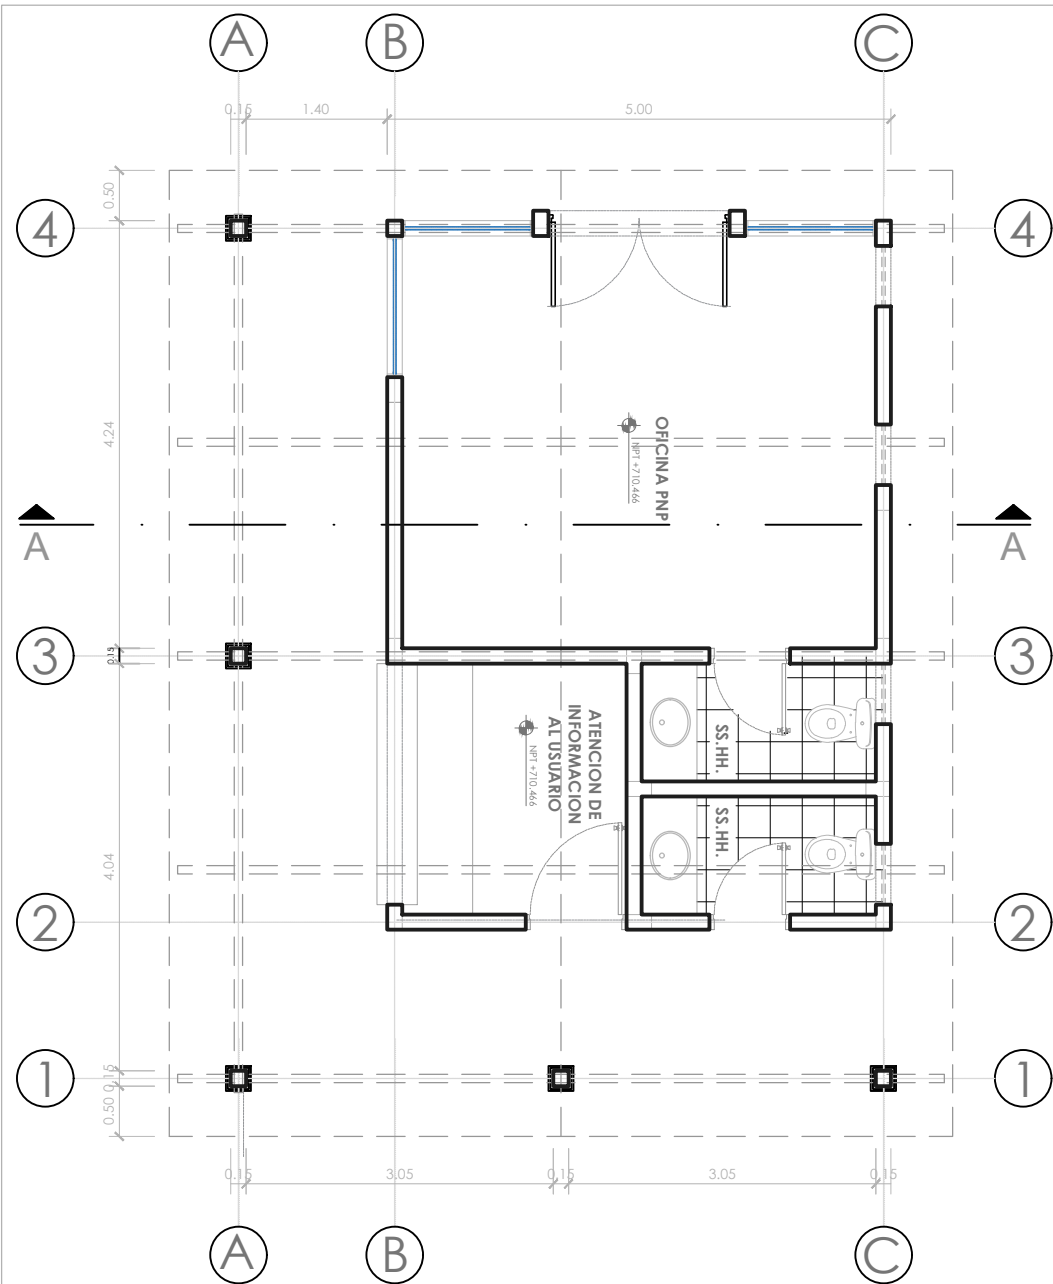 A
B
C
0.15
1.40
5.00
0.50
4
4
4.24
OFICINA PNP
NPT +710.466
A
A
3
0.15
3
ATENCION DE
INFORMACION
AL USUARIO
NPT +710.466
SS.HH.
SS.HH.
4.04
2
2
1
0.15
1
0.50
0.15
3.05
0.15
3.05
0.15
A
B
C